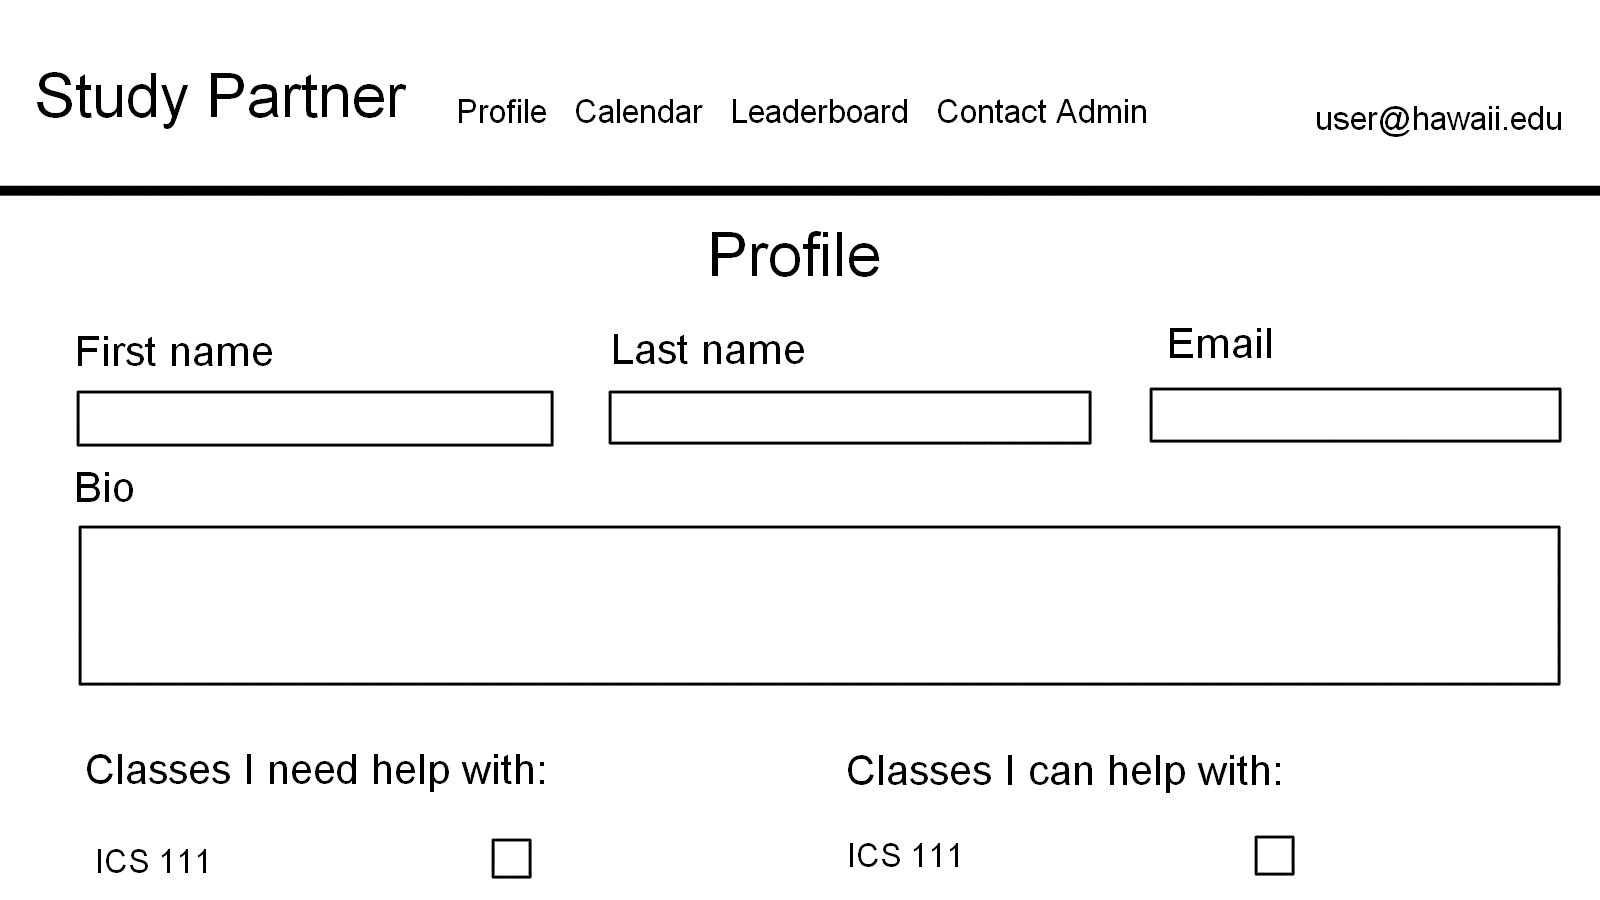 Study Partner Profile Calendar Leaderboard Contact Admin user@hawaii.edu
Profile
First name Last name Email
Bio
Classes I need help with: Classes I can help with:
ICS 111 ICS 111